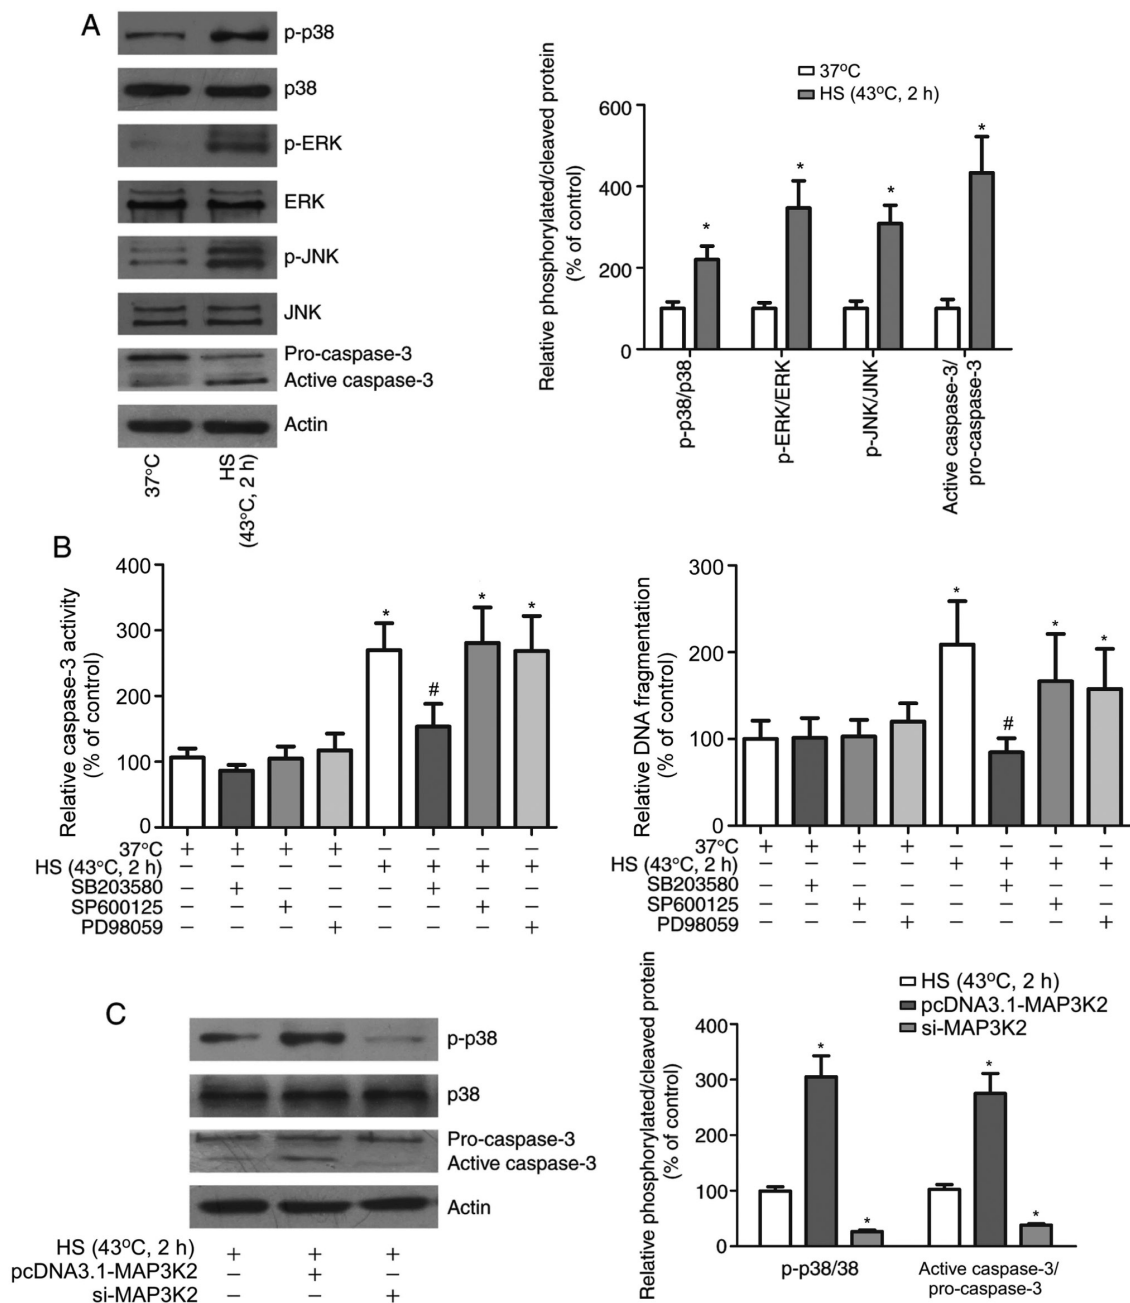 A
p-p38
p38
p-ERK
ERK
p-JNK
JNK
Pro-caspase-3
Active caspase-3
Actin
37°C
HS
(43°C, 2 h)
Relative phosphorylated/cleaved protein
(% of control)
37°C
HS (43°C, 2 h)
600
400
200
0
* * * *
p-p38/p38
p-ERK/ERK
p-JNK/JNK
Active caspase-3/
pro-caspase-3
B
Relative caspase-3 activity
(% of control)
400
300
200
100
0
* # * *
37°C + + + + – – – –
HS (43°C, 2 h) – – – – + + + +
SB203580 – + – – – + – –
SP600125 – – + – – – + –
PD98059 – – – + – – – +
Relative DNA fragmentation
(% of control)
300
200
100
0
* # * *
37°C + + + + – – – –
HS (43°C, 2 h) – – – – + + + +
SB203580 – + – – – + – –
SP600125 – – + – – – + –
PD98059 – – – + – – – +
C
p-p38
p38
Pro-caspase-3
Active caspase-3
Actin
HS (43°C, 2 h) + + +
pcDNA3.1-MAP3K2 – + –
si-MAP3K2 – – +
Relative phosphorylated/cleaved protein
(% of control)
HS (43°C, 2 h)
pcDNA3.1-MAP3K2
si-MAP3K2
400
300
200
100
0
* * * *
p-p38/38
Active caspase-3/
pro-caspase-3